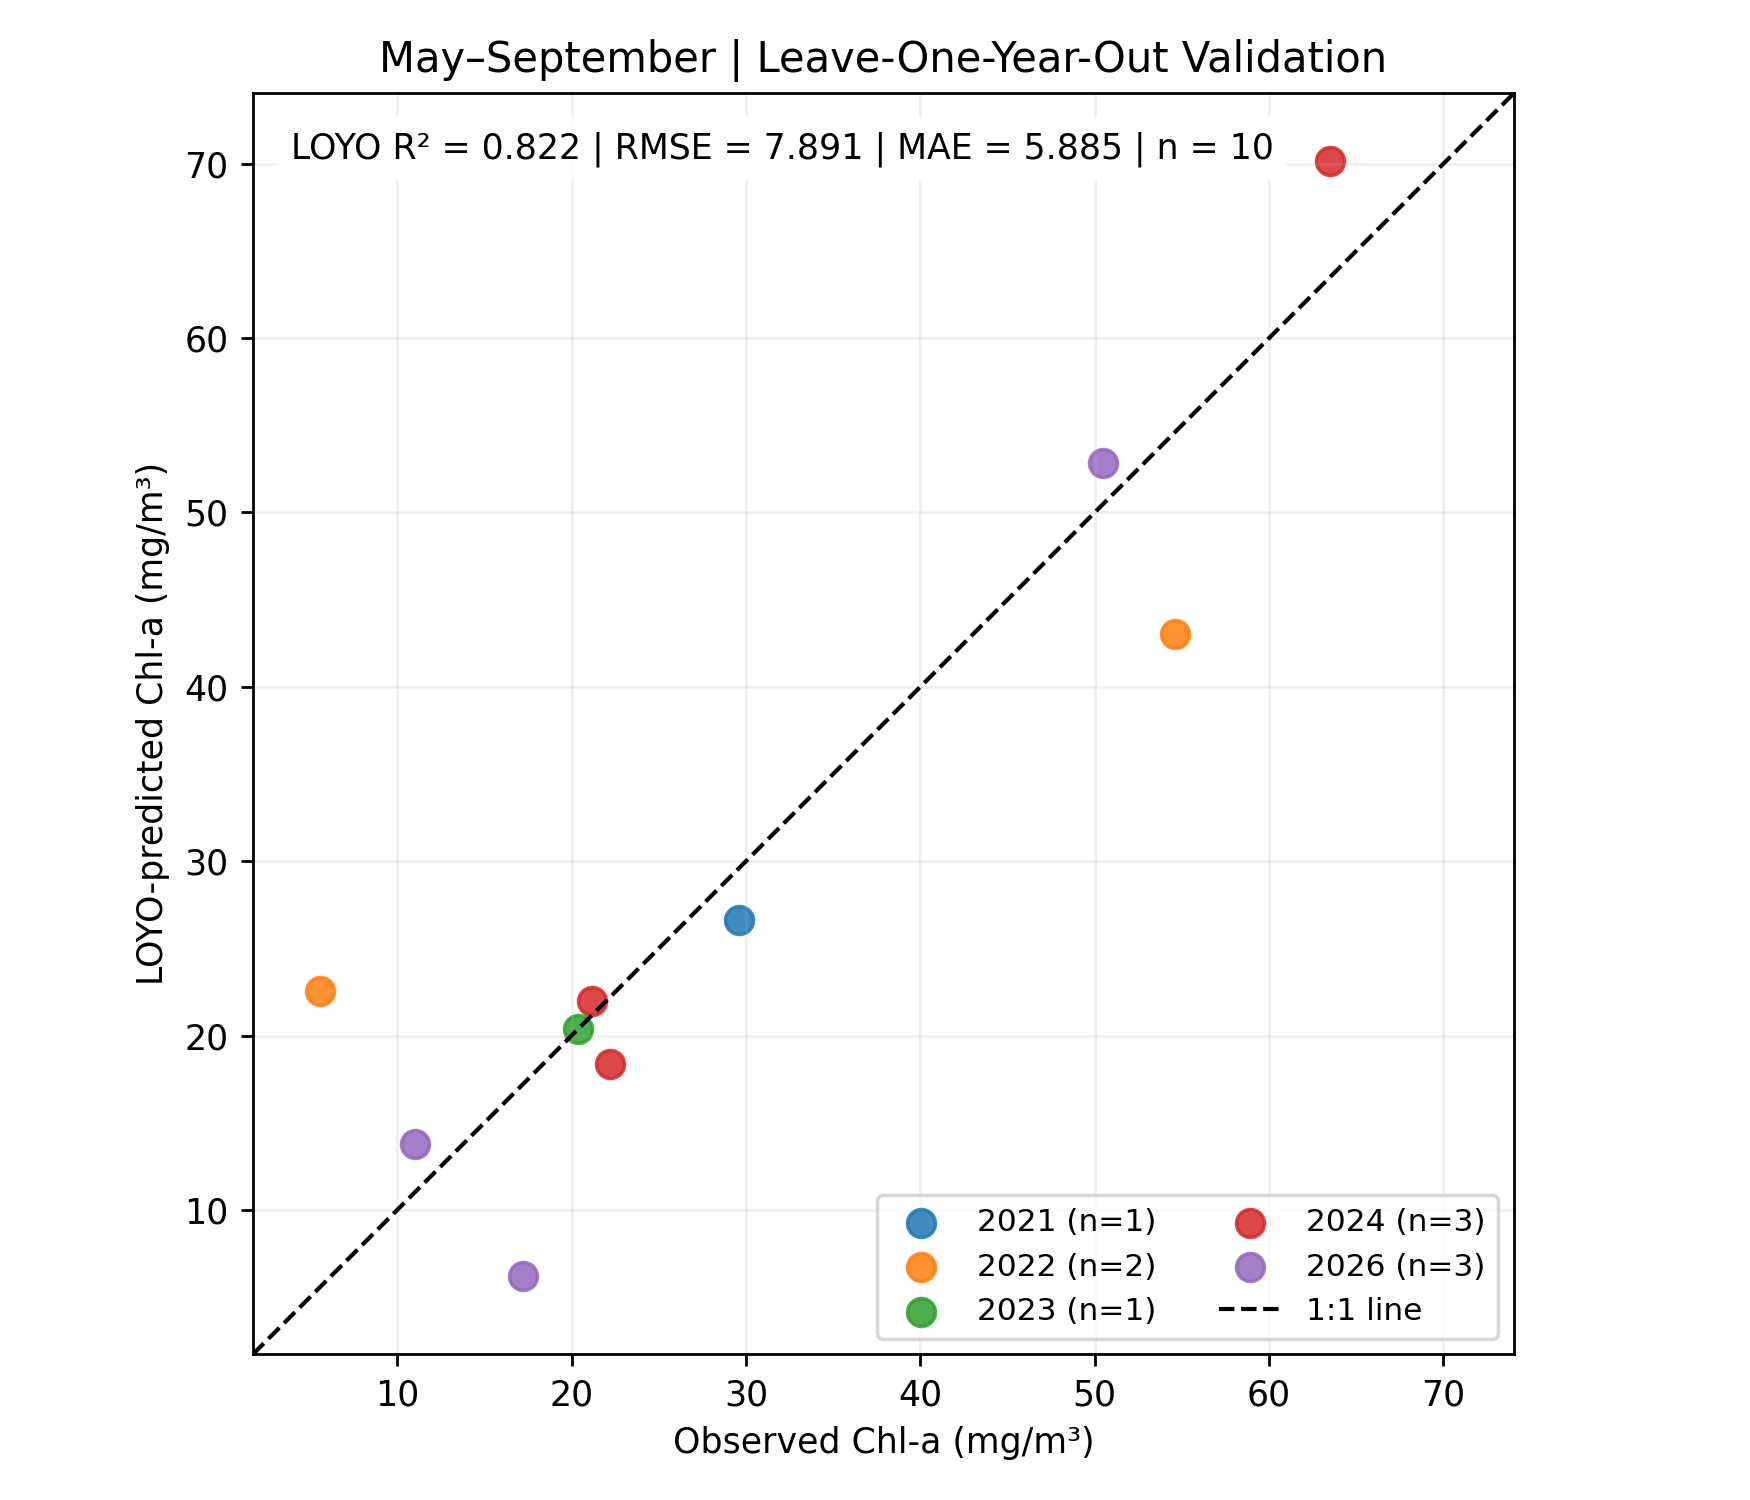 May–September | Leave-One-Year-Out Validation
LOYO R² = 0.822 | RMSE = 7.891 | MAE = 5.885 | n = 10
LOYO-predicted Chl-a (mg/m³)
70
60
50
40
30
20
10
2021 (n=1)
2022 (n=2)
2023 (n=1)
2024 (n=3)
2026 (n=3)
1:1 line
10 20 30 40 50 60 70
Observed Chl-a (mg/m³)